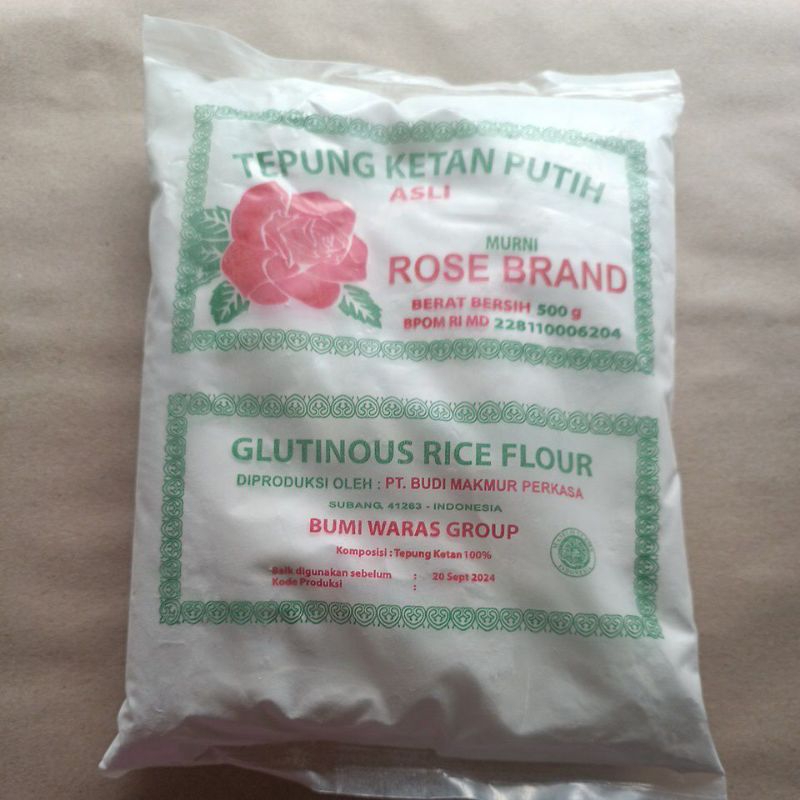 TEPUNG KETAN PUTIH
ASLI
MURNI
ROSE BRAND
BERAT BERSIH 500 g
BPOM RI MD 228110006204
GLUTINOUS RICE FLOUR
DIPRODUKSI OLEH : PT. BUDI MAKMUR PERKASA
SUBANG, 41263 - INDONESIA
BUMI WARAS GROUP
Komposisi : Tepung Ketan 100%
Baik digunakan sebelum : 20 Sept 2024
Kode Produksi :